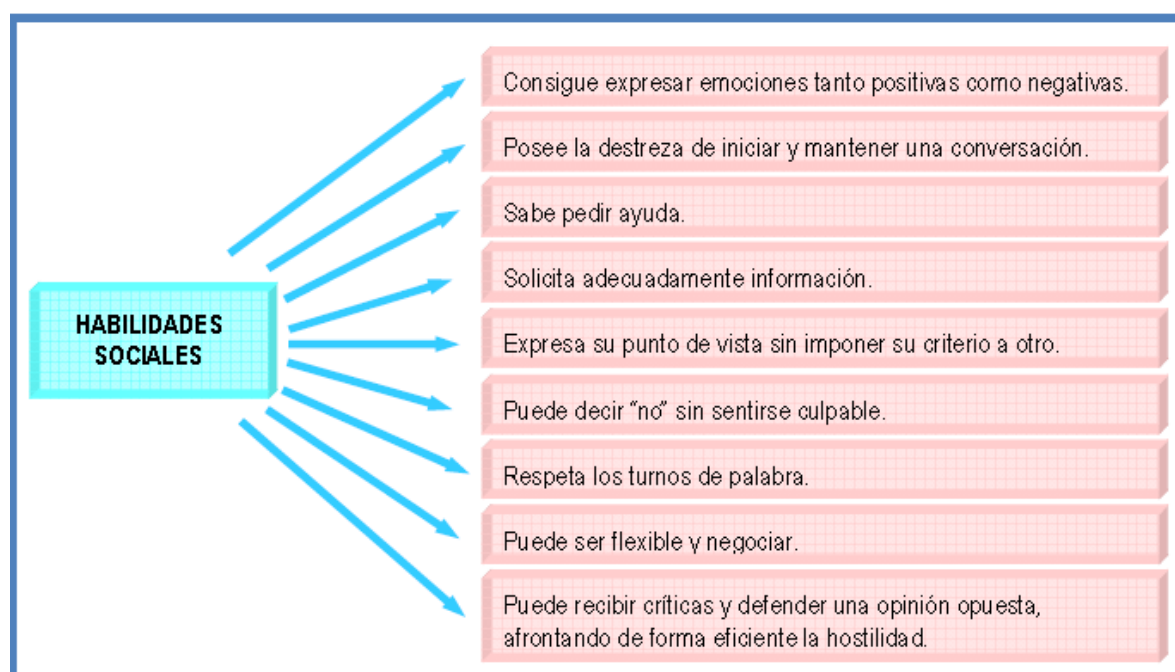 HABILIDADES
SOCIALES
Consigue expresar emociones tanto positivas como negativas.
Posee la destreza de iniciar y mantener una conversación.
Sabe pedir ayuda.
Solicita adecuadamente información.
Expresa su punto de vista sin imponer su criterio a otro.
Puede decir “no” sin sentirse culpable.
Respeta los turnos de palabra.
Puede ser flexible y negociar.
Puede recibir críticas y defender una opinión opuesta,
afrontando de forma eficiente la hostilidad.